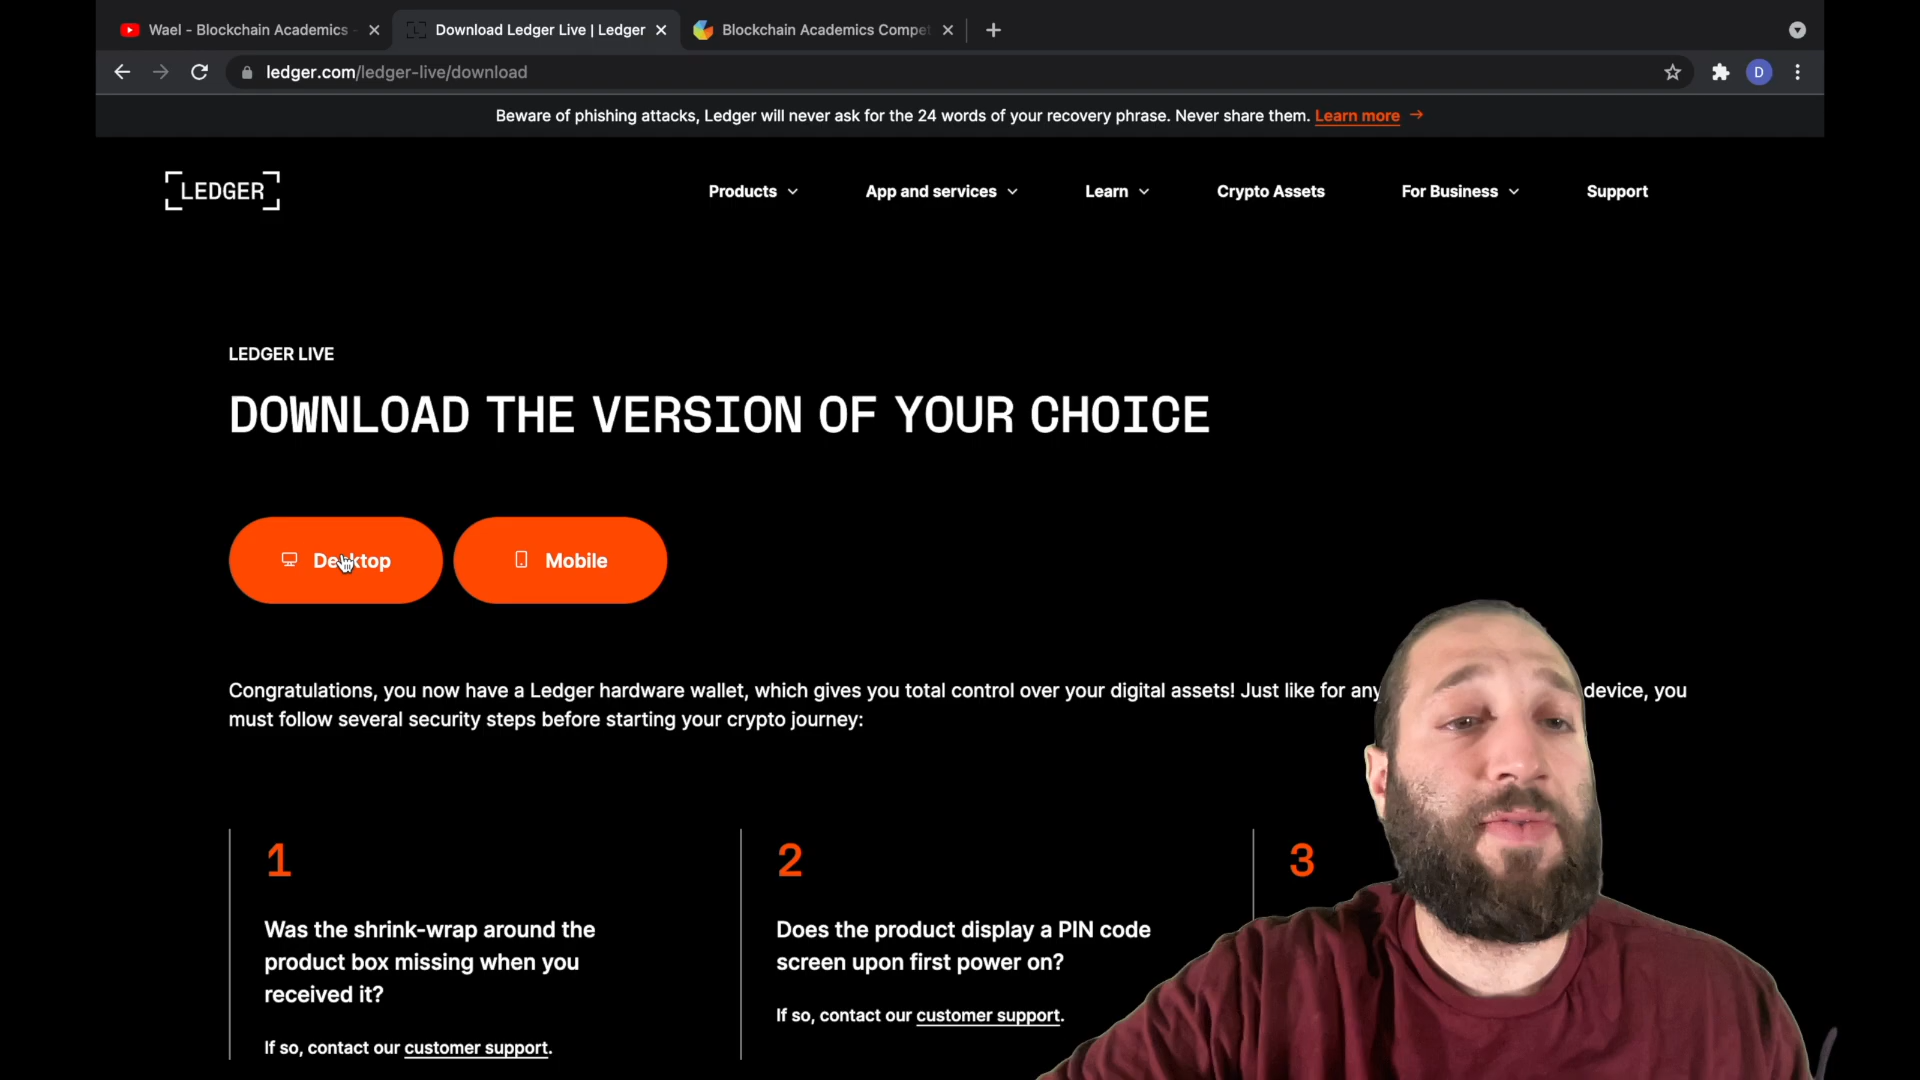 Wael - Blockchain Academics
Download Ledger Live | Ledger
Blockchain Academics Compet
ledger.com/ledger-live/download
D
Beware of phishing attacks, Ledger will never ask for the 24 words of your recovery phrase. Never share them. Learn more →
LEDGER
Products
App and services
Learn
Crypto Assets
For Business
Support
LEDGER LIVE
DOWNLOAD THE VERSION OF YOUR CHOICE
Desktop
Mobile
Congratulations, you now have a Ledger hardware wallet, which gives you total control over your digital assets! Just like for any device, you
must follow several security steps before starting your crypto journey:
1
Was the shrink-wrap around the
product box missing when you
received it?
If so, contact our customer support.
2
Does the product display a PIN code
screen upon first power on?
If so, contact our customer support.
3